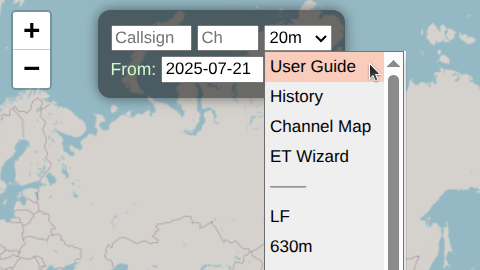 +
−
Callsign Ch 20m
From: 2025-07-21
User Guide
History
Channel Map
ET Wizard
——
LF
630m